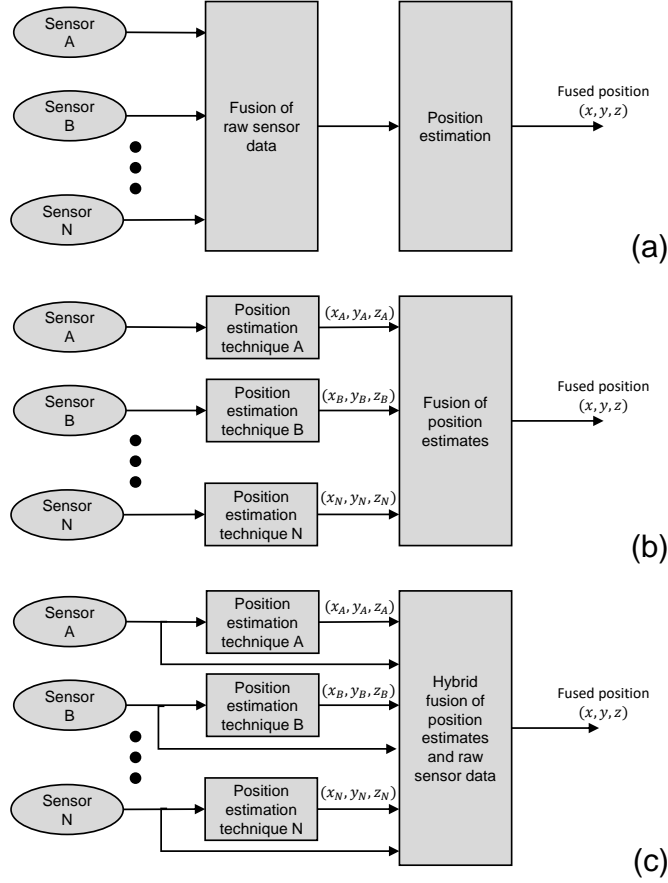 Sensor
A
Sensor
B
Sensor
N
Fusion of
raw sensor
data
Position
estimation
Fused position
(x, y, z)
(a)
Sensor
A
Sensor
B
Sensor
N
Position
estimation
technique A
Position
estimation
technique B
Position
estimation
technique N
(x_A, y_A, z_A)
(x_B, y_B, z_B)
(x_N, y_N, z_N)
Fusion of
position
estimates
Fused position
(x, y, z)
(b)
Sensor
A
Sensor
B
Sensor
N
Position
estimation
technique A
Position
estimation
technique B
Position
estimation
technique N
(x_A, y_A, z_A)
(x_B, y_B, z_B)
(x_N, y_N, z_N)
Hybrid
fusion of
position
estimates
and raw
sensor data
Fused position
(x, y, z)
(c)